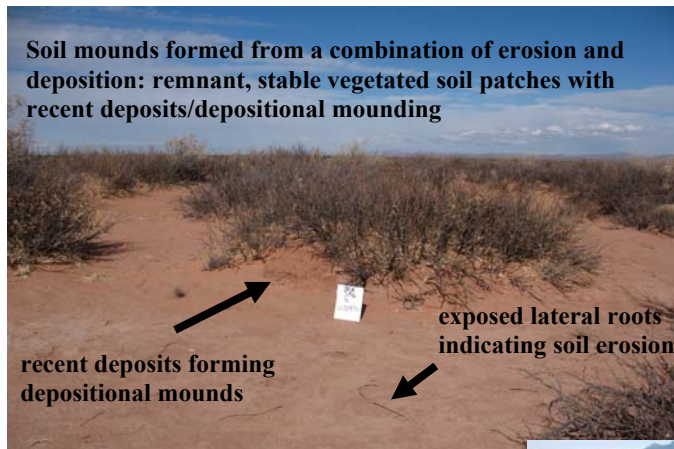 Soil mounds formed from a combination of erosion and
deposition: remnant, stable vegetated soil patches with
recent deposits/depositional mounding
exposed lateral roots
indicating soil erosion
recent deposits forming
depositional mounds